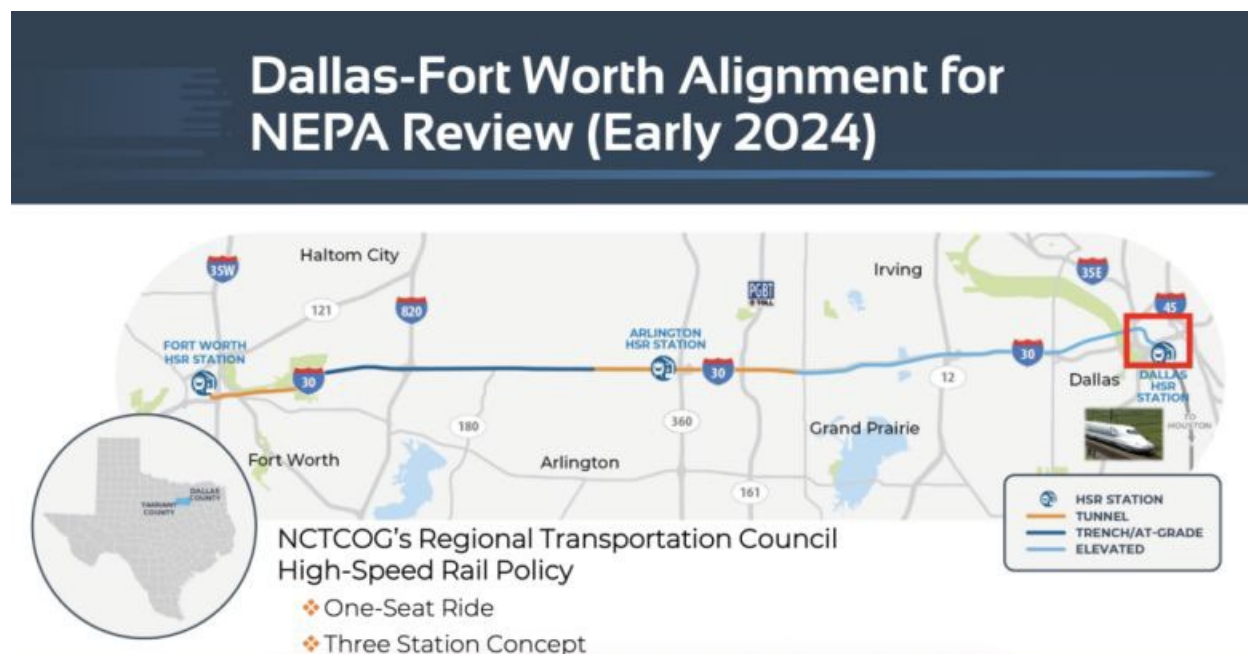 Dallas-Fort Worth Alignment for
NEPA Review (Early 2024)
35W
Haltom City
121
820
FORT WORTH
HSR STATION
30
ARLINGTON
HSR STATION
30
PGBT
TOLL
Irving
35E
45
30
12
Dallas
DALLAS
HSR
STATION
TO
HOUSTON
180
360
Grand Prairie
Fort Worth
Arlington
161
DALLAS
COUNTY
TARRANT
COUNTY
HSR STATION
TUNNEL
TRENCH/AT-GRADE
ELEVATED
NCTCOG's Regional Transportation Council
High-Speed Rail Policy
One-Seat Ride
Three Station Concept